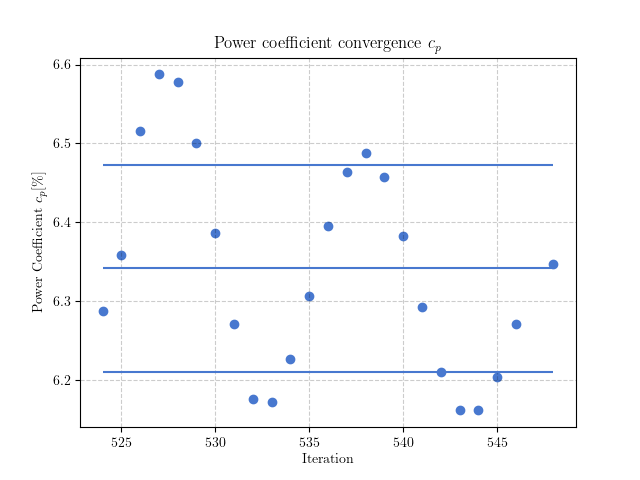 Power coefficient convergence c_p
Power Coefficient c_p[%]
6.6
6.5
6.4
6.3
6.2
525 530 535 540 545
Iteration